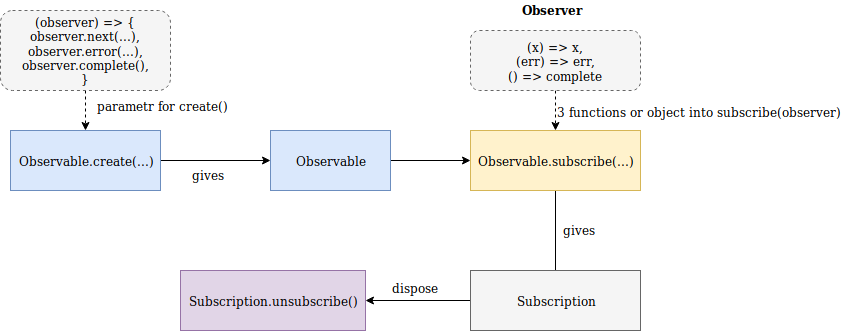 Observer
(observer) => {
observer.next(...),
observer.error(...),
observer.complete(),
}
(x) => x,
(err) => err,
() => complete
parametr for create()
3 functions or object into subscribe(observer)
Observable.create(...)
gives
Observable
Observable.subscribe(...)
gives
Subscription.unsubscribe()
dispose
Subscription